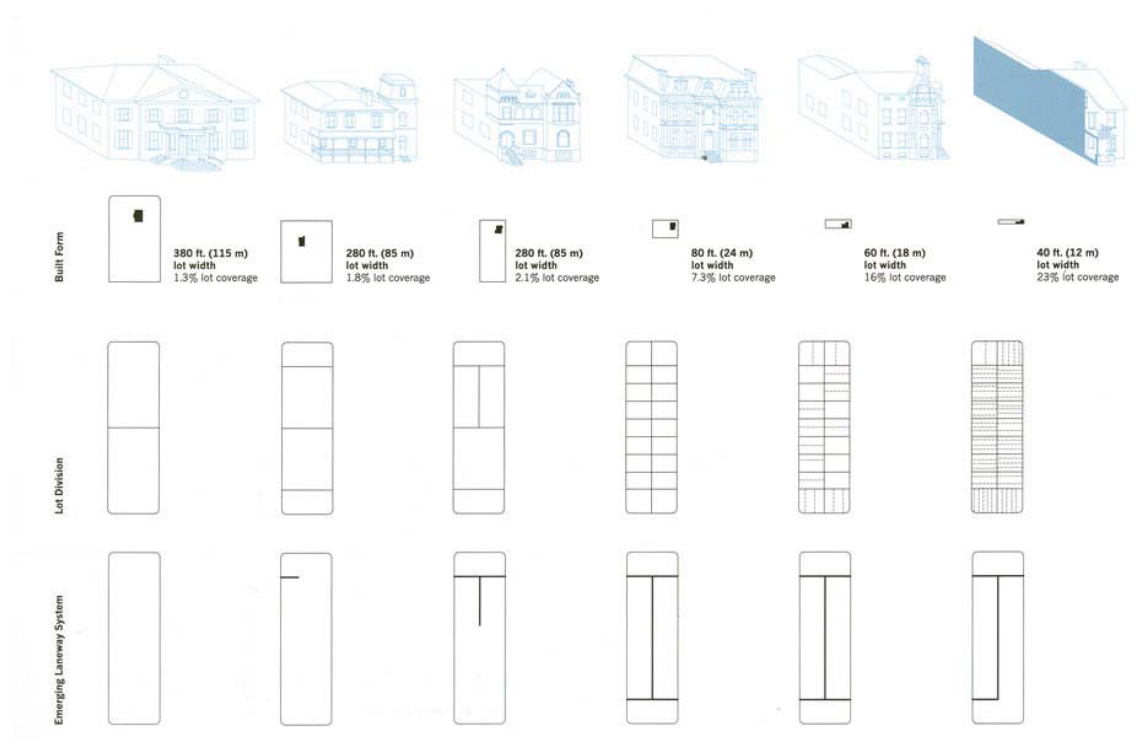 Built Form
380 ft. (115 m)
lot width
1.3% lot coverage
280 ft. (85 m)
lot width
1.8% lot coverage
280 ft. (85 m)
lot width
2.1% lot coverage
80 ft. (24 m)
lot width
7.3% lot coverage
60 ft. (18 m)
lot width
16% lot coverage
40 ft. (12 m)
lot width
23% lot coverage
Lot Division
Emerging Laneway System